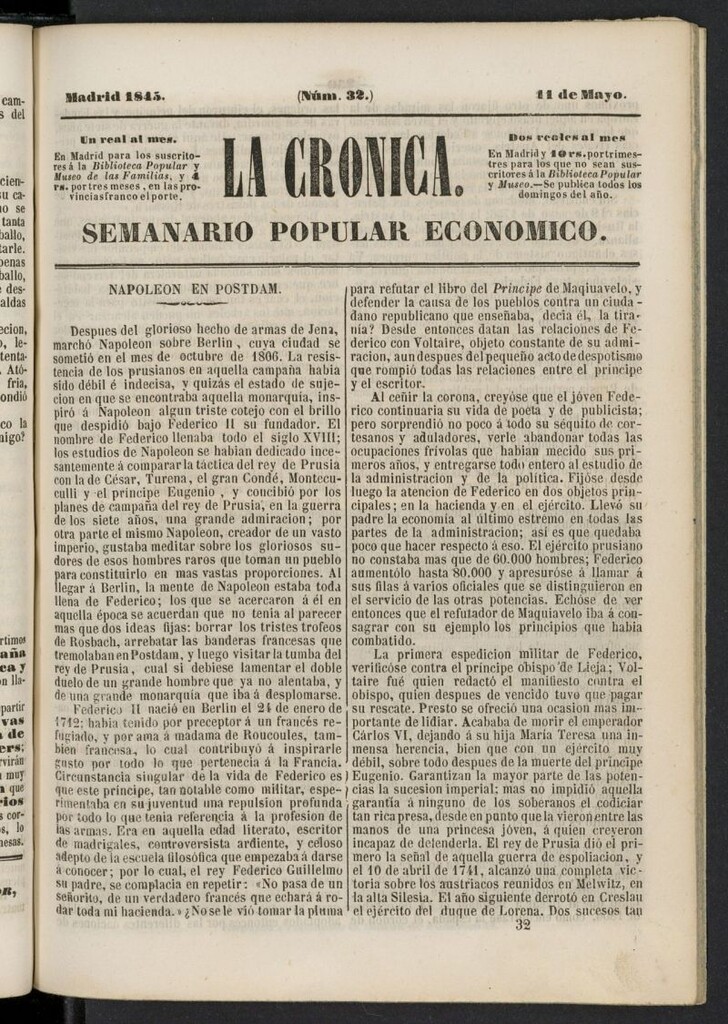 Madrid 1845.
(Núm. 32.)
11 de Mayo.
Un real al mes.
En Madrid para los suscrito-
res á la Biblioteca Popular y
Museo de las Familias, y 4
rs. por tres meses, en las pro-
vincias franco el porte.
LA CRONICA.
Dos reales al mes
En Madrid y 10 rs. por trimes-
tres para los que no sean sus-
critores á la Biblioteca Popular
y Museo.—Se publica todos los
domingos del año.
SEMANARIO POPULAR ECONOMICO.
NAPOLEON EN POSTDAM.
Despues del glorioso hecho de armas de Jena,
marchó Napoleon sobre Berlin, cuya ciudad se
sometió en el mes de octubre de 1806. La resis-
tencia de los prusianos en aquella campaña habia
sido débil é indecisa, y quizás el estado de suje-
cion en que se encontraba aquella monarquía, ins-
piró á Napoleon algun triste cotejo con el brillo
que despidió bajo Federico II su fundador. El
nombre de Federico llenaba todo el siglo XVIII;
los estudios de Napoleon se habian dedicado ince-
santemente á comparar la táctica del rey de Prusia
con la de César, Turena, el gran Condé, Montecu-
culli y el príncipe Eugenio, y concibió por los
planes de campaña del rey de Prusia, en la guerra
de los siete años, una grande admiracion; por
otra parte el mismo Napoleon, creador de un vasto
imperio, gustaba meditar sobre los gloriosos su-
dores de esos hombres raros que toman un pueblo
para constituirlo en mas vastas proporciones. Al
llegar á Berlin, la mente de Napoleon estaba toda
llena de Federico; los que se acercaron á él en
aquella época se acuerdan que no tenia al parecer
mas que dos ideas fijas: borrar los tristes trofeos
de Rosbach, arrebatar las banderas francesas que
tremolaban en Postdam, y luego visitar la tumba del
rey de Prusia, cual si debiese lamentar el doble
duelo de un grande hombre que ya no alentaba, y
de una grande monarquía que iba á desplomarse.
Federico II nació en Berlin el 24 de enero de
1712; habia tenido por preceptor á un francés re-
fugiado, y por ama á madama de Roucoules, tam-
bien francesa, lo cual contribuyó á inspirarle
gusto por todo lo que pertenecia á la Francia.
Circunstancia singular de la vida de Federico es
que este príncipe, tan notable como militar, espe-
rimentaba en su juventud una repulsion profunda
por todo lo que tenia referencia á la profesion de
las armas. Era en aquella edad literato, escritor
de madrigales, controversista ardiente, y celoso
adepto de la escuela filosófica que empezaba á darse
á conocer; por lo cual, el rey Federico Guillelmo
su padre, se complacia en repetir: «No pasa de un
señorito, de un verdadero francés que echará á ro-
dar toda mi hacienda.» ¿No se le vió tomar la pluma
para refutar el libro del Príncipe de Maquiavelo, y
defender la causa de los pueblos contra un ciuda-
dano republicano que enseñaba, decia él, la tira-
nía? Desde entonces datan las relaciones de Fe-
derico con Voltaire, objeto constante de su admi-
racion, aun despues del pequeño acto de despotismo
que rompió todas las relaciones entre el príncipe
y el escritor.
Al ceñir la corona, creyóse que el jóven Fede-
rico continuaria su vida de poeta y de publicista;
pero sorprendió no poco á todo su séquito de cor-
tesanos y aduladores, verle abandonar todas las
ocupaciones frívolas que habian mecido sus pri-
meros años, y entregarse todo entero al estudio de
la administracion y de la política. Fijóse desde
luego la atencion de Federico en dos objetos prin-
cipales; en la hacienda y en el ejército. Llevó su
padre la economía al último estremo en todas las
partes de la administracion; así es que quedaba
poco que hacer respecto á eso. El ejército prusiano
no constaba mas que de 60.000 hombres; Federico
aumentólo hasta 80.000 y apresuróse á llamar á
sus filas á varios oficiales que se distinguieron en
el servicio de las otras potencias. Echóse de ver
entonces que el refutador de Maquiavelo iba á con-
sagrar con su ejemplo los principios que habia
combatido.
La primera espedicion militar de Federico,
verificóse contra el príncipe obispo de Lieja; Vol-
taire fué quien redactó el manifiesto contra el
obispo, quien despues de vencido tuvo que pagar
su rescate. Presto se ofreció una ocasion mas im-
portante de lidiar. Acababa de morir el emperador
Cárlos VI, dejando á su hija María Teresa una in-
mensa herencia, bien que con un ejército muy
débil, sobre todo despues de la muerte del príncipe
Eugenio. Garantizan la mayor parte de las poten-
cias la sucesion imperial; mas no impidió aquella
garantía á ninguno de los soberanos el codiciar
tan rica presa, desde en punto que la vieron entre las
manos de una princesa jóven, á quien creyeron
incapaz de defenderla. El rey de Prusia dió el pri-
mero la señal de aquella guerra de espoliacion, y
el 10 de abril de 1741, alcanzó una completa vic-
toria sobre los austriacos reunidos en Melwitz, en
la alta Silesia. El año siguiente derrotó en Creslau
el ejército del duque de Lorena. Dos sucesos tan
32